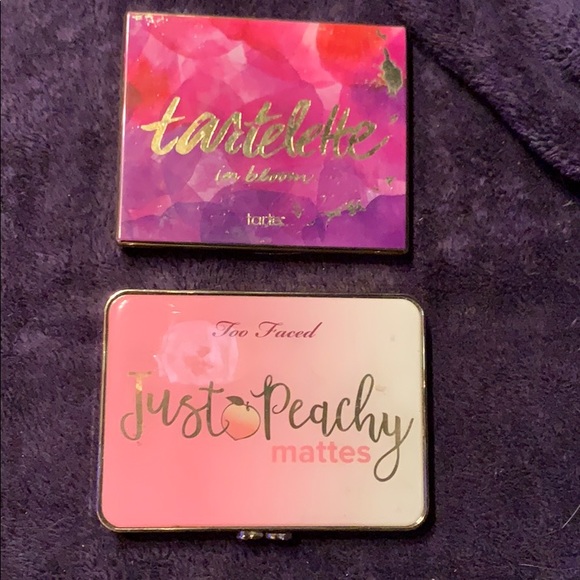 tartelette
in bloom
tarte
Too Faced
Just Peachy
mattes